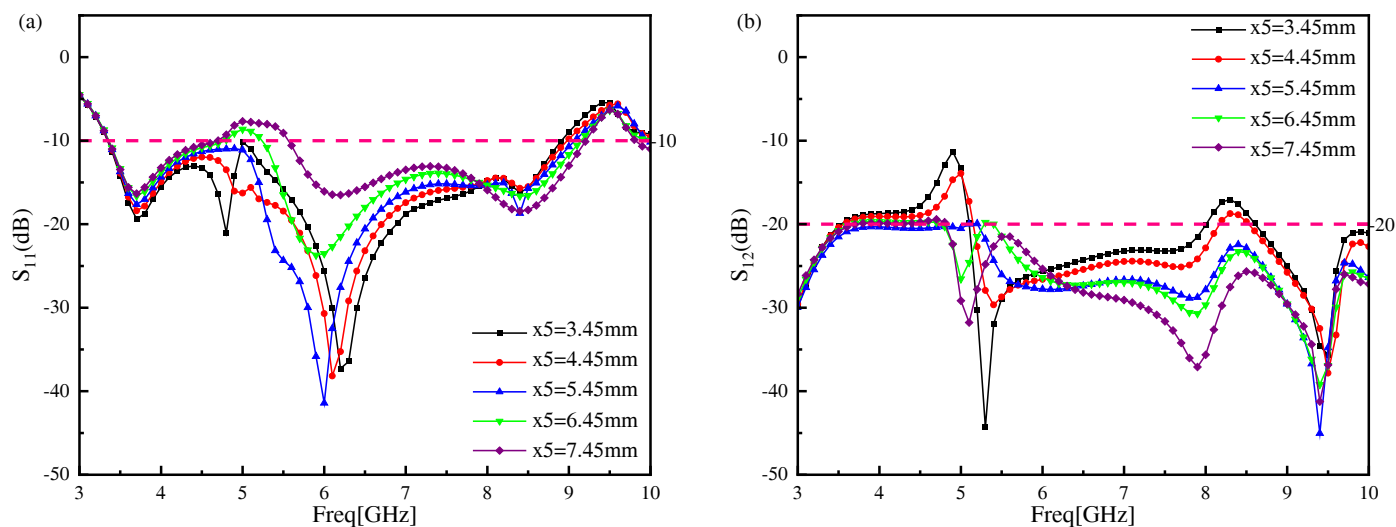 (a)
0
-10
-20
-30
-40
-50
S11(dB)
-10
x5=3.45mm
x5=4.45mm
x5=5.45mm
x5=6.45mm
x5=7.45mm
3 4 5 6 7 8 9 10
Freq[GHz]
(b)
0
-10
-20
-30
-40
-50
S12(dB)
x5=3.45mm
x5=4.45mm
x5=5.45mm
x5=6.45mm
x5=7.45mm
-20
3 4 5 6 7 8 9 10
Freq[GHz]